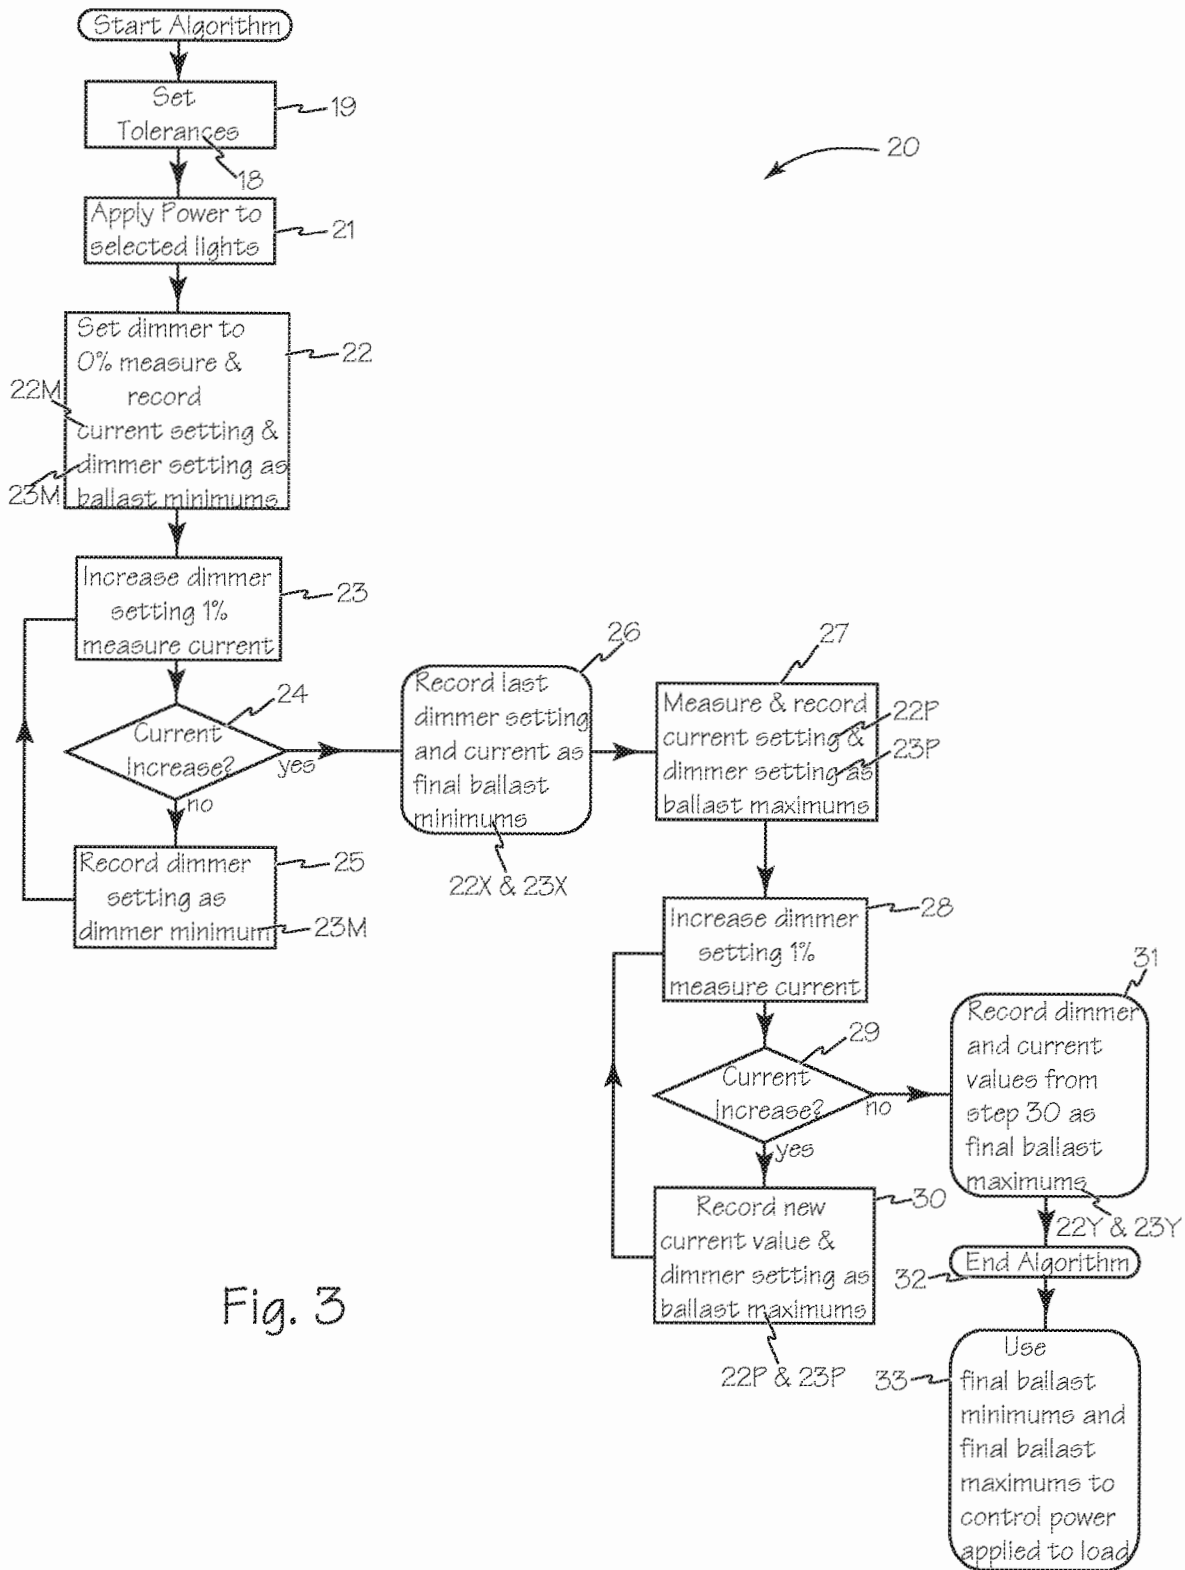 Start Algorithm
Set
Tolerances
19
18
20
Apply Power to
selected lights
21
Set dimmer to
0% measure &
record
current setting &
dimmer setting as
ballast minimums
22
22M
23M
Increase dimmer
setting 1%
measure current
23
Current
Increase?
24
yes
no
Record dimmer
setting as
dimmer minimum
25
23M
Record last
dimmer setting
and current as
final ballast
minimums
26
22X & 23X
Measure & record
current setting &
dimmer setting as
ballast maximums
27
22P
23P
Increase dimmer
setting 1%
measure current
28
Current
Increase?
29
no
yes
Record new
current value &
dimmer setting as
ballast maximums
30
22P & 23P
Record dimmer
and current
values from
step 30 as
final ballast
maximums
31
22Y & 23Y
End Algorithm
32
Use
final ballast
minimums and
final ballast
maximums to
control power
applied to load
33
Fig. 3